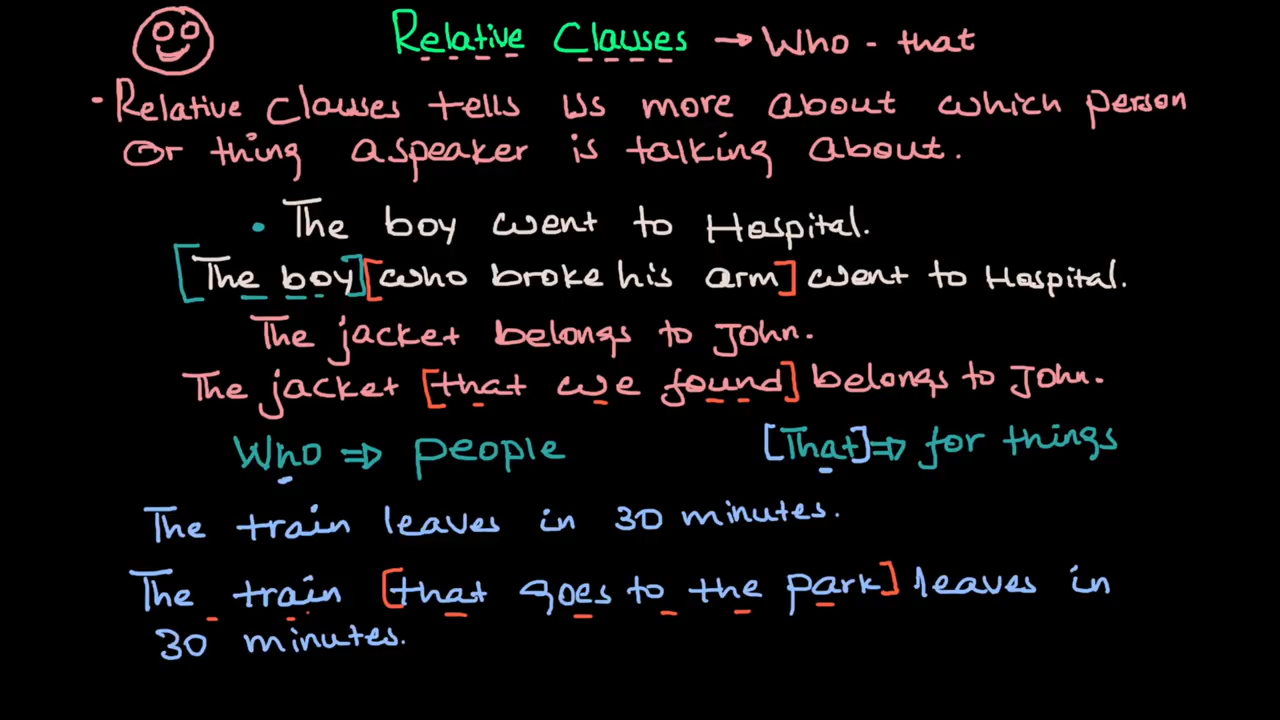 Relative Clauses → Who - that
• Relative clauses tells us more about which person
Or thing a speaker is talking about.
• The boy went to Hospital.
[The boy] [who broke his arm] went to Hospital.
The jacket belongs to John.
The jacket [that we found] belongs to John.
Who ⇒ people [That] ⇒ for things
The train leaves in 30 minutes.
The train [that goes to the park] leaves in
30 minutes.